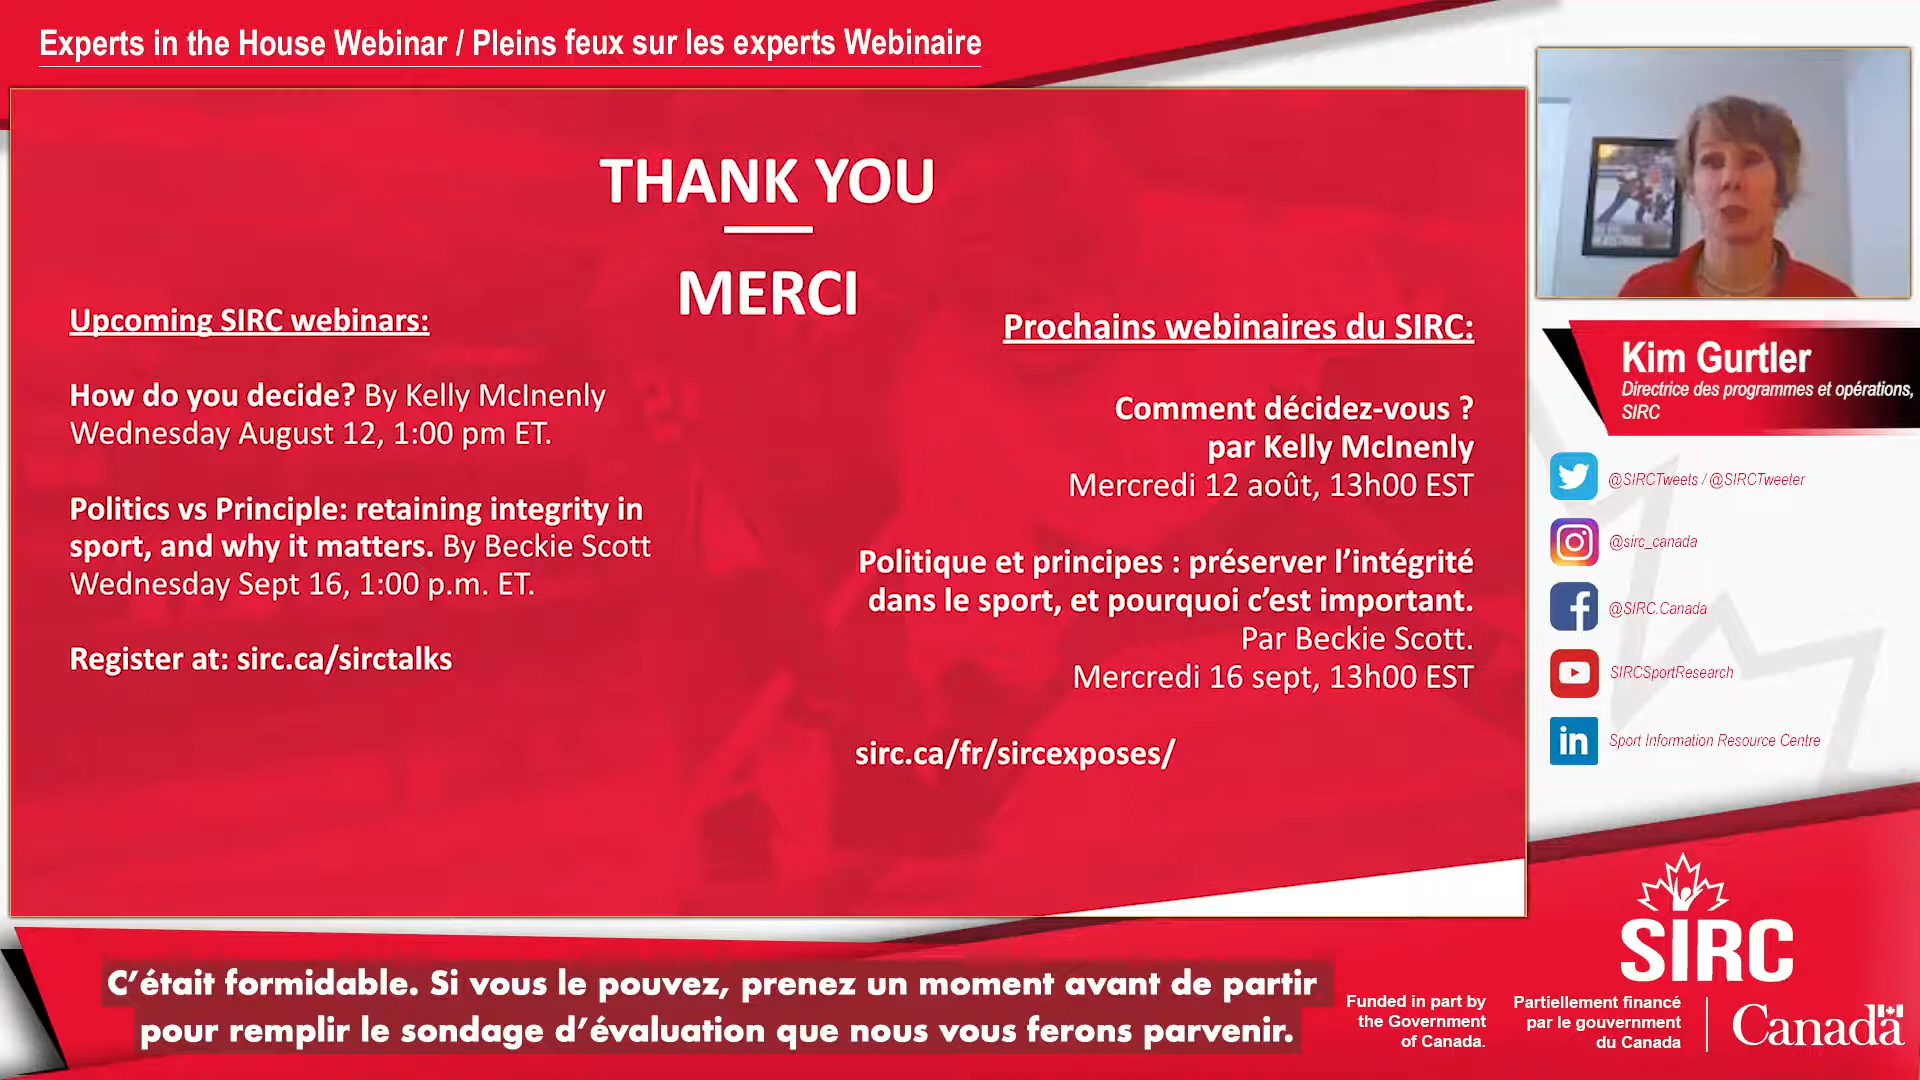 Experts in the House Webinar / Pleins feux sur les experts Webinaire
THANK YOU
MERCI
Upcoming SIRC webinars:
How do you decide? By Kelly McInenly
Wednesday August 12, 1:00 pm ET.
Politics vs Principle: retaining integrity in
sport, and why it matters. By Beckie Scott
Wednesday Sept 16, 1:00 p.m. ET.
Register at: sirc.ca/sirctalks
Prochains webinaires du SIRC:
Comment décidez-vous ?
par Kelly McInenly
Mercredi 12 août, 13h00 EST
Politique et principes : préserver l’intégrité
dans le sport, et pourquoi c’est important.
Par Beckie Scott.
Mercredi 16 sept, 13h00 EST
sirc.ca/fr/sircexposes/
Kim Gurtler
Directrice des programmes et opérations,
SIRC
@SIRCTweets / @SIRCTweeter
@sirc_canada
@SIRC.Canada
SIRCSportResearch
in
Sport Information Resource Centre
SIRC
C’était formidable. Si vous le pouvez, prenez un moment avant de partir
pour remplir le sondage d’évaluation que nous vous ferons parvenir.
Funded in part by
the Government
of Canada.
Partiellement financé
par le gouvernment
du Canada
Canada